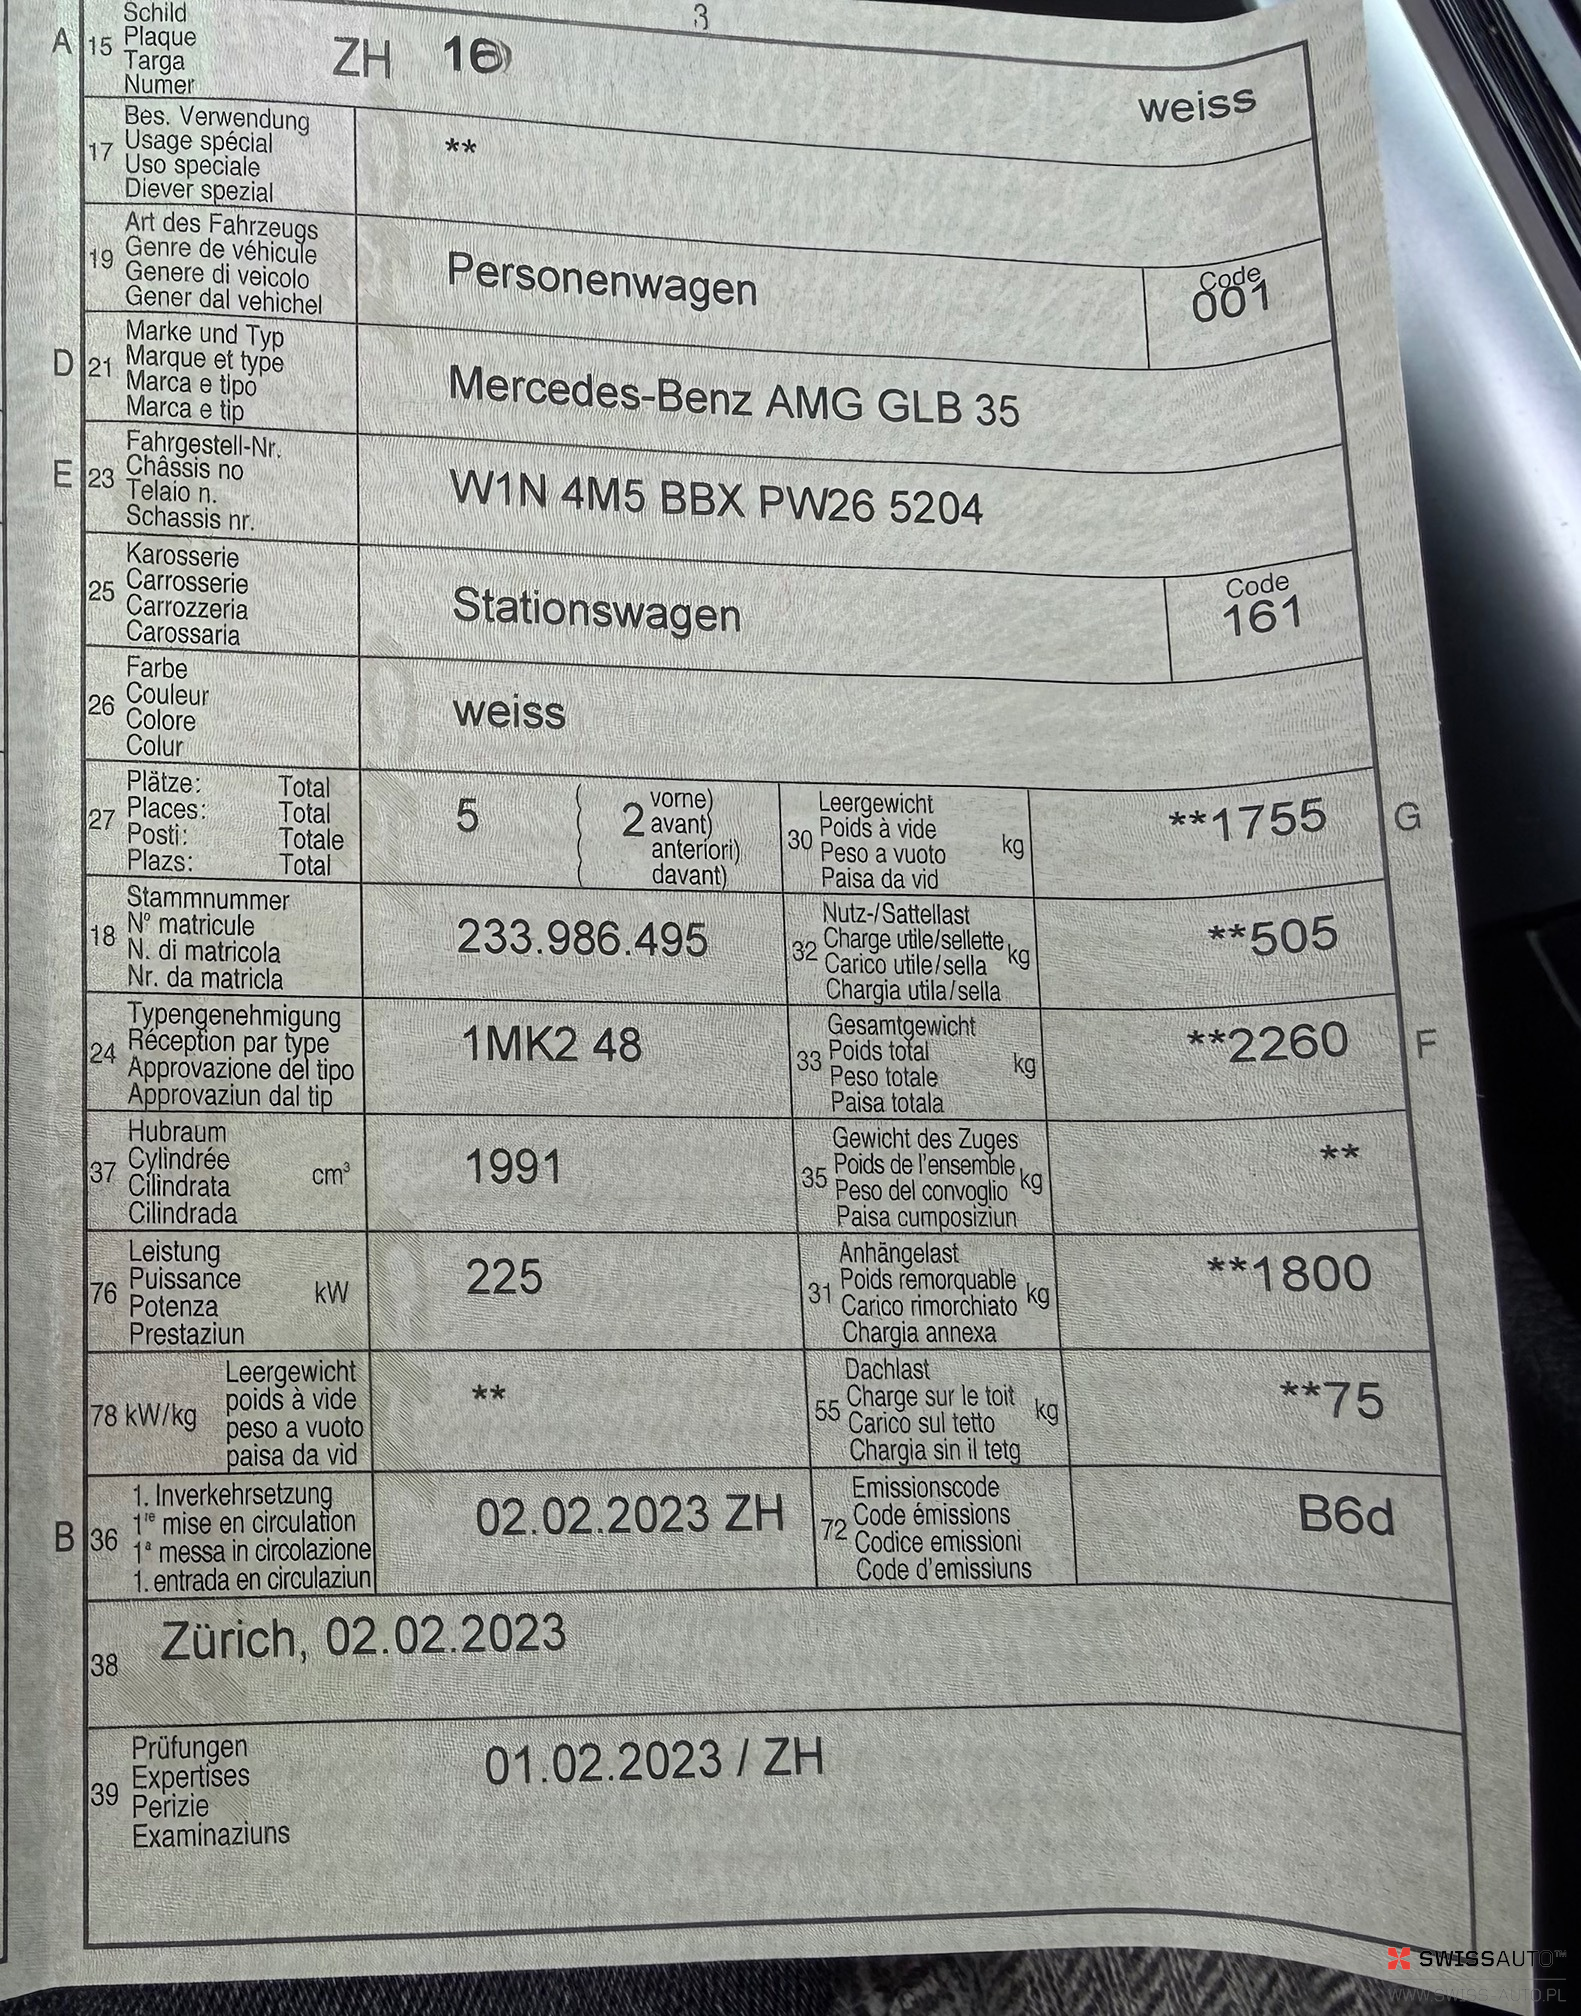 3
A 15 Schild
Plaque
Targa
Numer
ZH 16
weiss
17 Bes. Verwendung
Usage spécial
Uso speciale
Diever spezial
**
19 Art des Fahrzeugs
Genre de véhicule
Genere di veicolo
Gener dal vehichel
Personenwagen
Code
001
D 21 Marke und Typ
Marque et type
Marca e tipo
Marca e tip
Mercedes-Benz AMG GLB 35
E 23 Fahrgestell-Nr.
Châssis no
Telaio n.
Schassis nr.
W1N 4M5 BBX PW26 5204
25 Karosserie
Carrosserie
Carrozzeria
Carossaria
Stationswagen
Code
161
26 Farbe
Couleur
Colore
Colur
weiss
27 Plätze: Total
Places: Total
Posti: Totale
Plazs: Total
5
2 vorne)
avant)
anteriori)
davant)
30 Leergewicht
Poids à vide
Peso a vuoto
Paisa da vid
kg
**1755
G
18 Stammnummer
N° matricule
N. di matricola
Nr. da matricla
233.986.495
32 Nutz-/Sattellast
Charge utile/sellette
Carico utile/sella
Chargia utila/sella
kg
**505
24 Typengenehmigung
Réception par type
Approvazione del tipo
Approvaziun dal tip
1MK2 48
33 Gesamtgewicht
Poids total
Peso totale
Paisa totala
kg
**2260
F
37 Hubraum
Cylindrée
Cilindrata
Cilindrada
cm³
1991
35 Gewicht des Zuges
Poids de l'ensemble
Peso del convoglio
Paisa cumposiziun
kg
**
76 Leistung
Puissance
Potenza
Prestaziun
kW
225
31 Anhängelast
Poids remorquable
Carico rimorchiato
Chargia annexa
kg
**1800
78 kW/kg
Leergewicht
poids à vide
peso a vuoto
paisa da vid
**
55 Dachlast
Charge sur le toit
Carico sul tetto
Chargia sin il tetg
kg
**75
B 36 1. Inverkehrsetzung
1re mise en circulation
1a messa in circolazione
1. entrada en circulaziun
02.02.2023 ZH
72 Emissionscode
Code émissions
Codice emissioni
Code d'emissiuns
B6d
38 Zürich, 02.02.2023
39 Prüfungen
Expertises
Perizie
Examinaziuns
01.02.2023 / ZH
SWISSAUTO™
WWW.SWISS-AUTO.PL